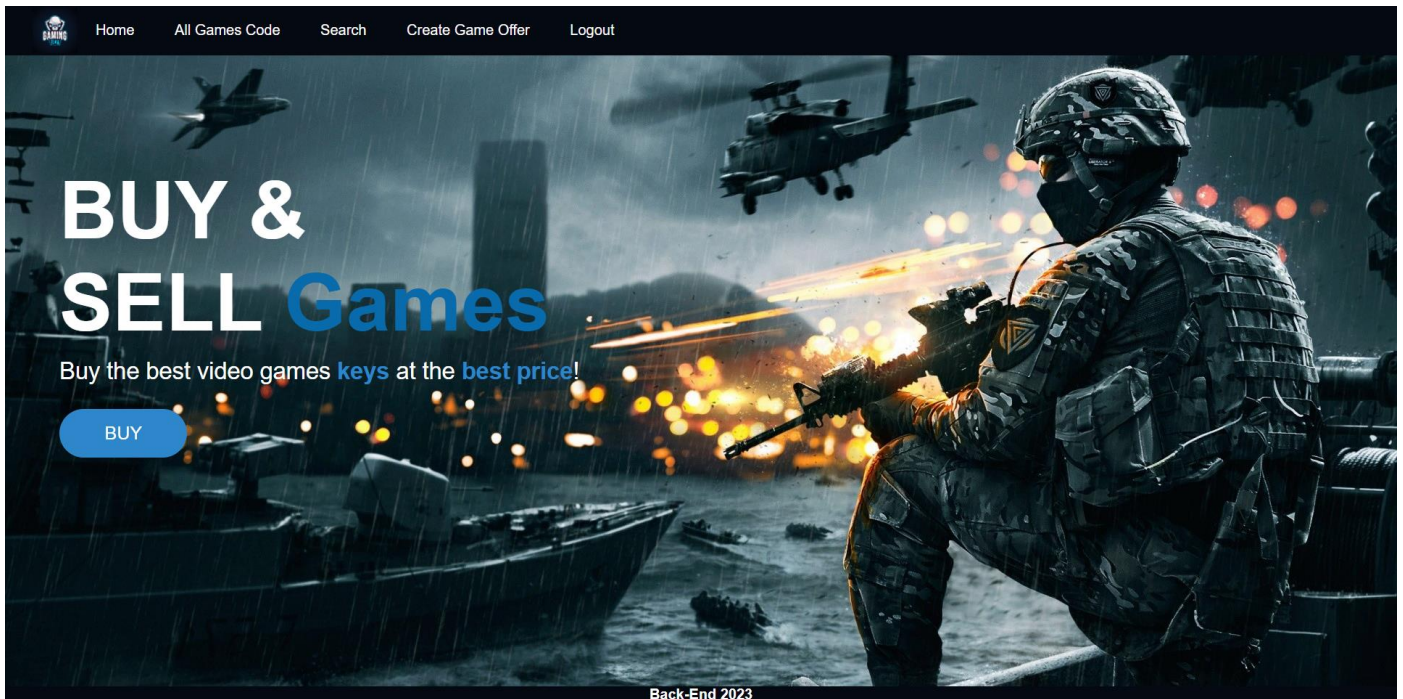 GAMING
Home
All Games Code
Search
Create Game Offer
Logout
BUY &
SELL Games
Buy the best video games keys at the best price!
BUY
Back-End 2023